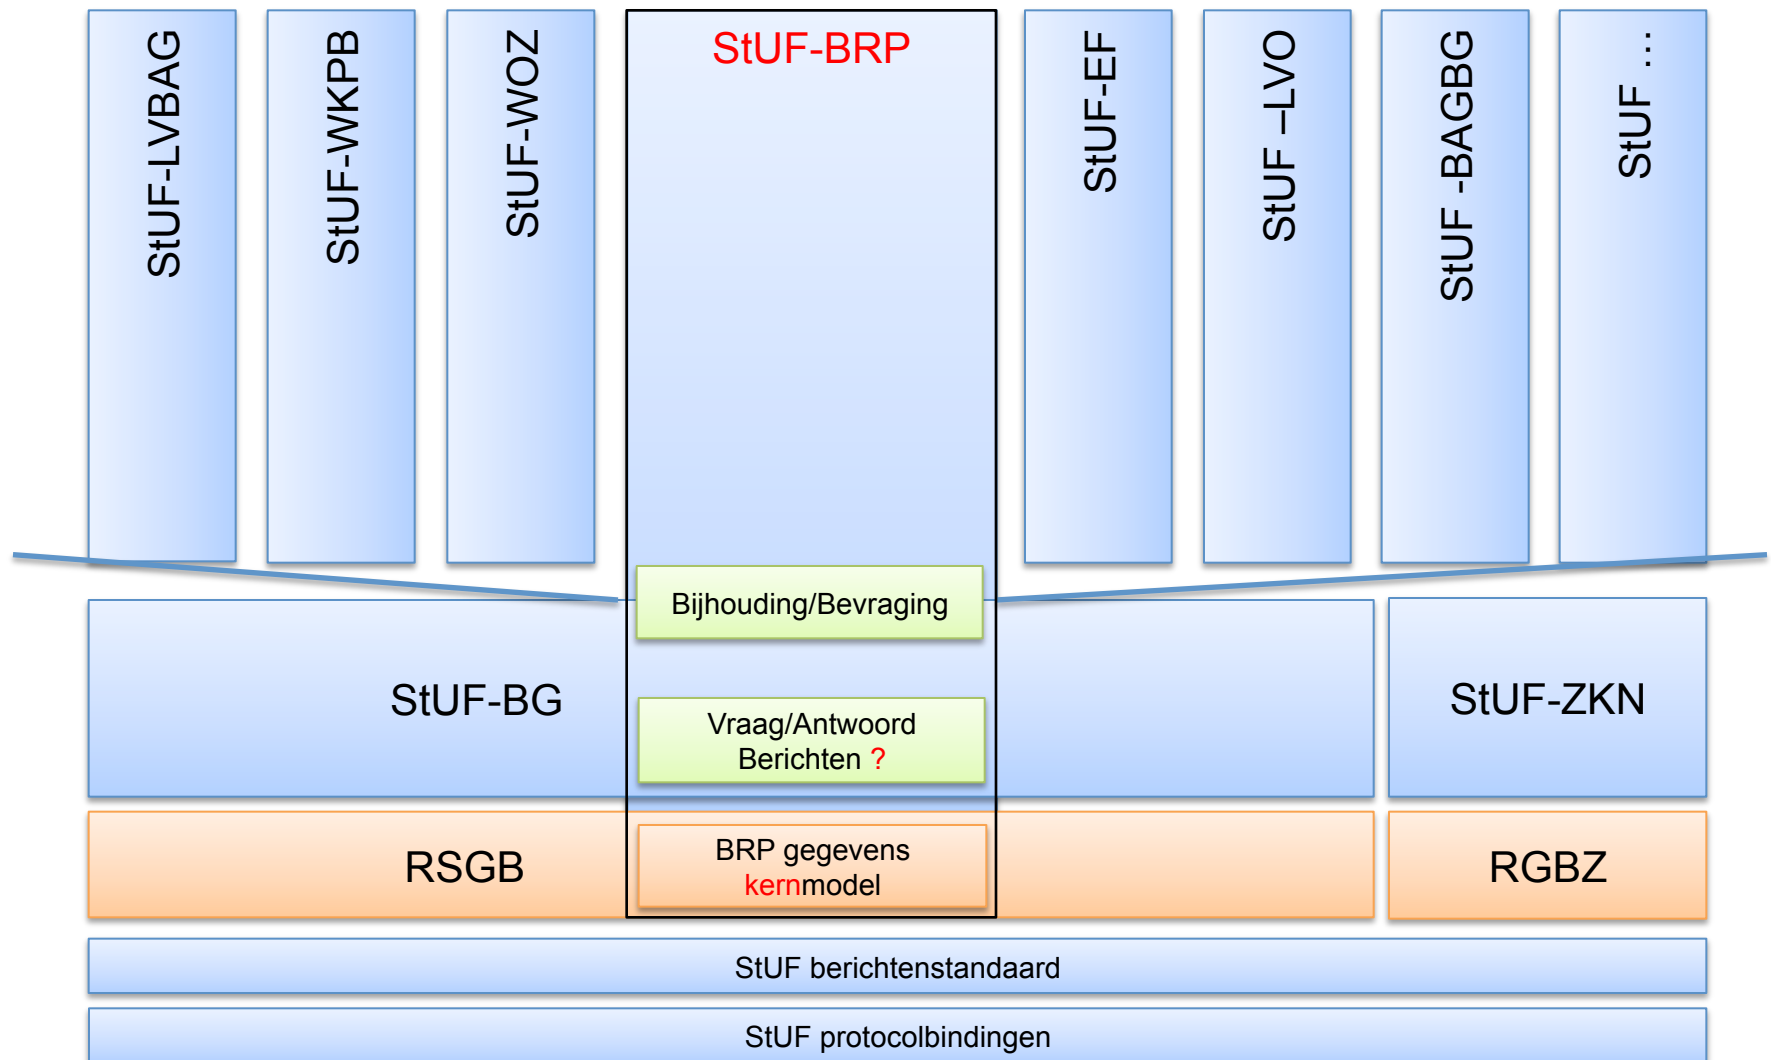 StUF-LVBAG
StUF-WKPB
StUF-WOZ
StUF-BRP
StUF-EF
StUF –LVO
StUF -BAGBG
StUF ...
Bijhouding/Bevraging
StUF-BG
Vraag/Antwoord
Berichten ?
StUF-ZKN
RSGB
BRP gegevens
kernmodel
RGBZ
StUF berichtenstandaard
StUF protocolbindingen